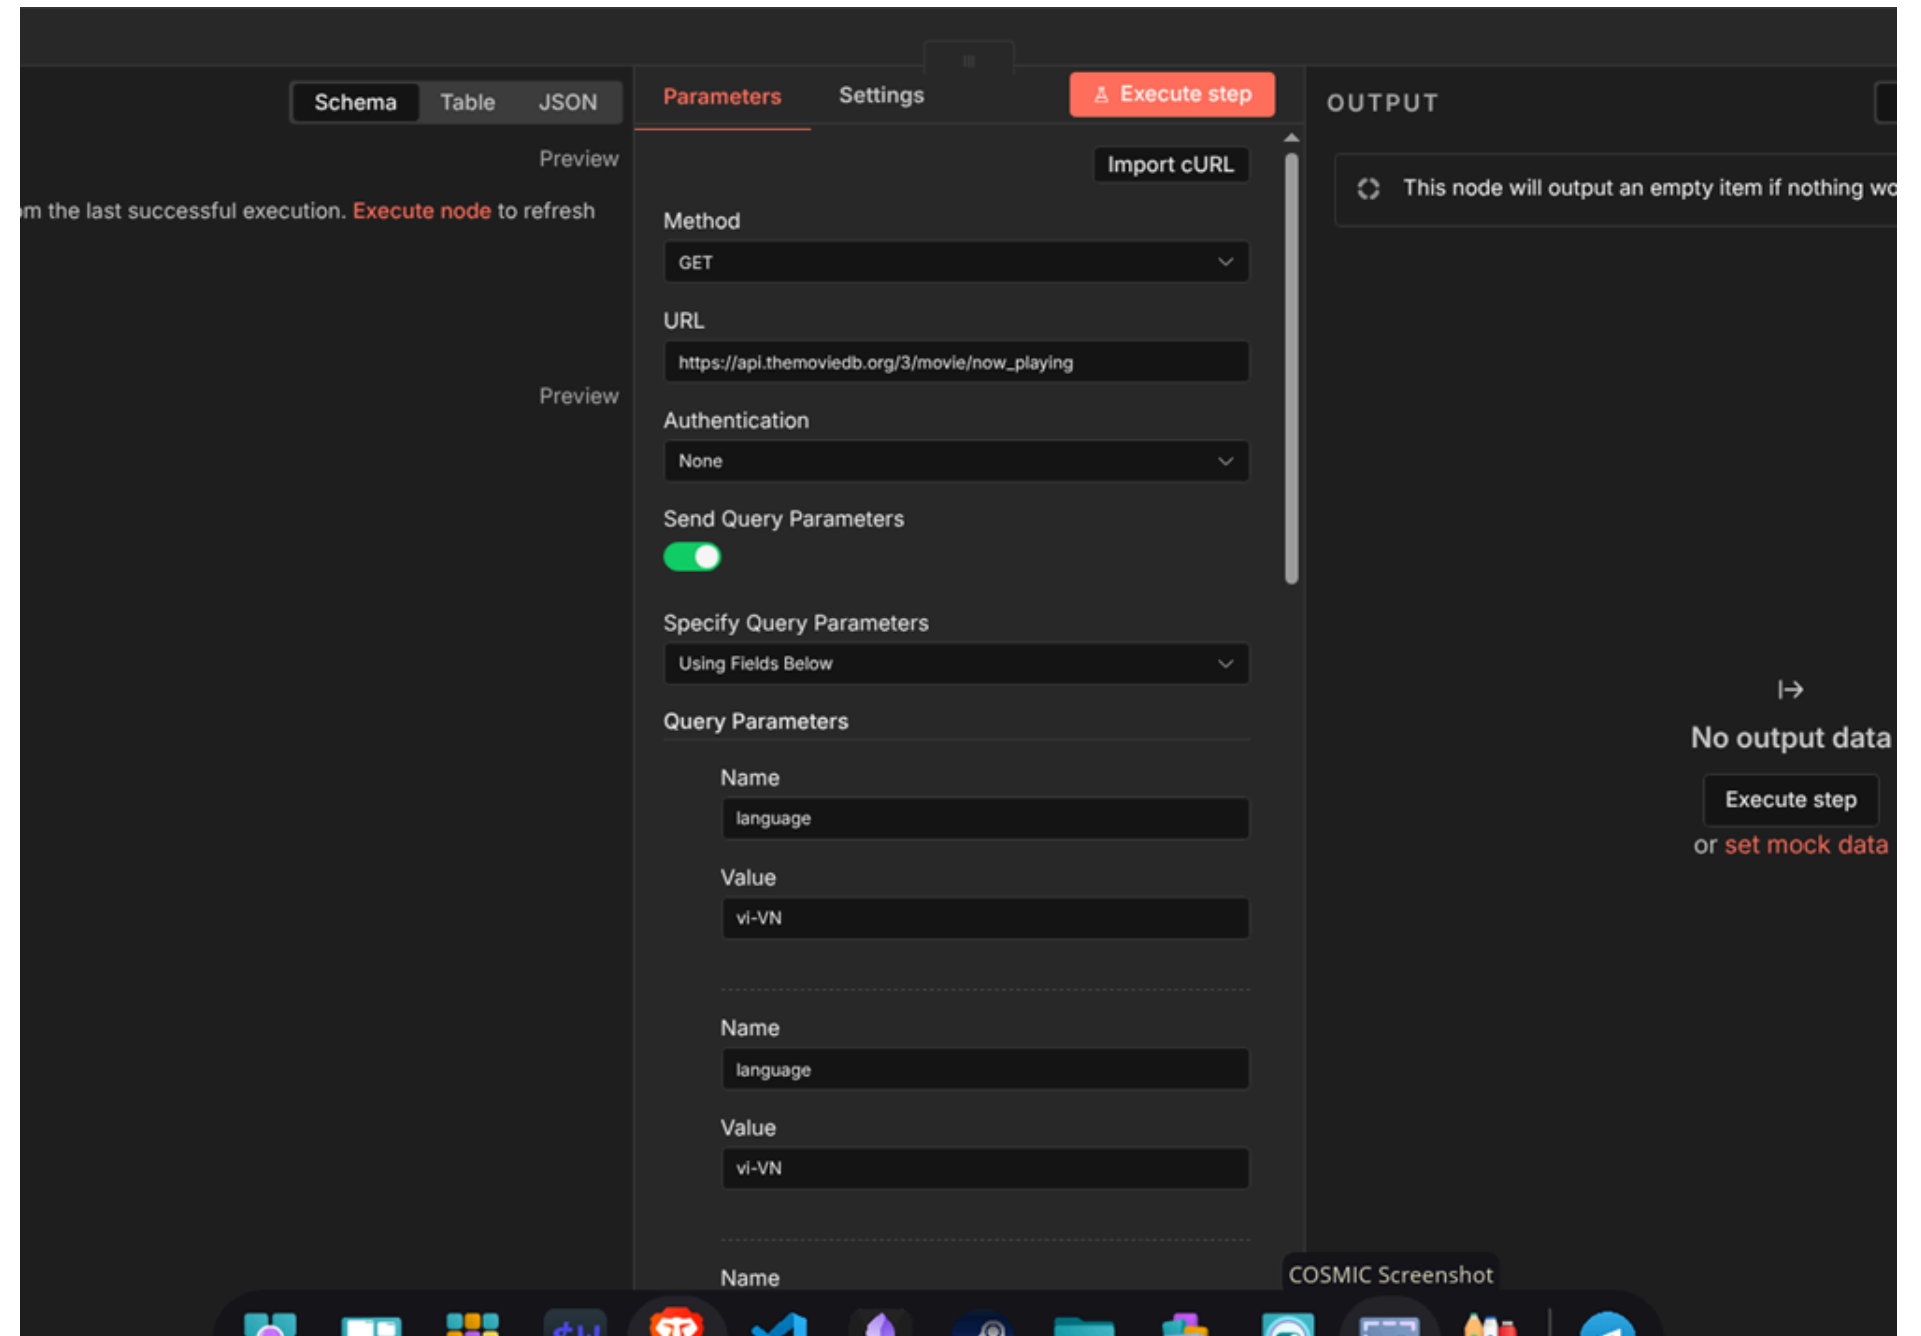 Schema Table JSON
Preview
m the last successful execution. Execute node to refresh
Preview
Parameters Settings Execute step
Import cURL
Method
GET
URL
https://api.themoviedb.org/3/movie/now_playing
Authentication
None
Send Query Parameters
Specify Query Parameters
Using Fields Below
Query Parameters
Name
language
Value
vi-VN
Name
language
Value
vi-VN
Name
OUTPUT
This node will output an empty item if nothing wo
No output data
Execute step
or set mock data
COSMIC Screenshot